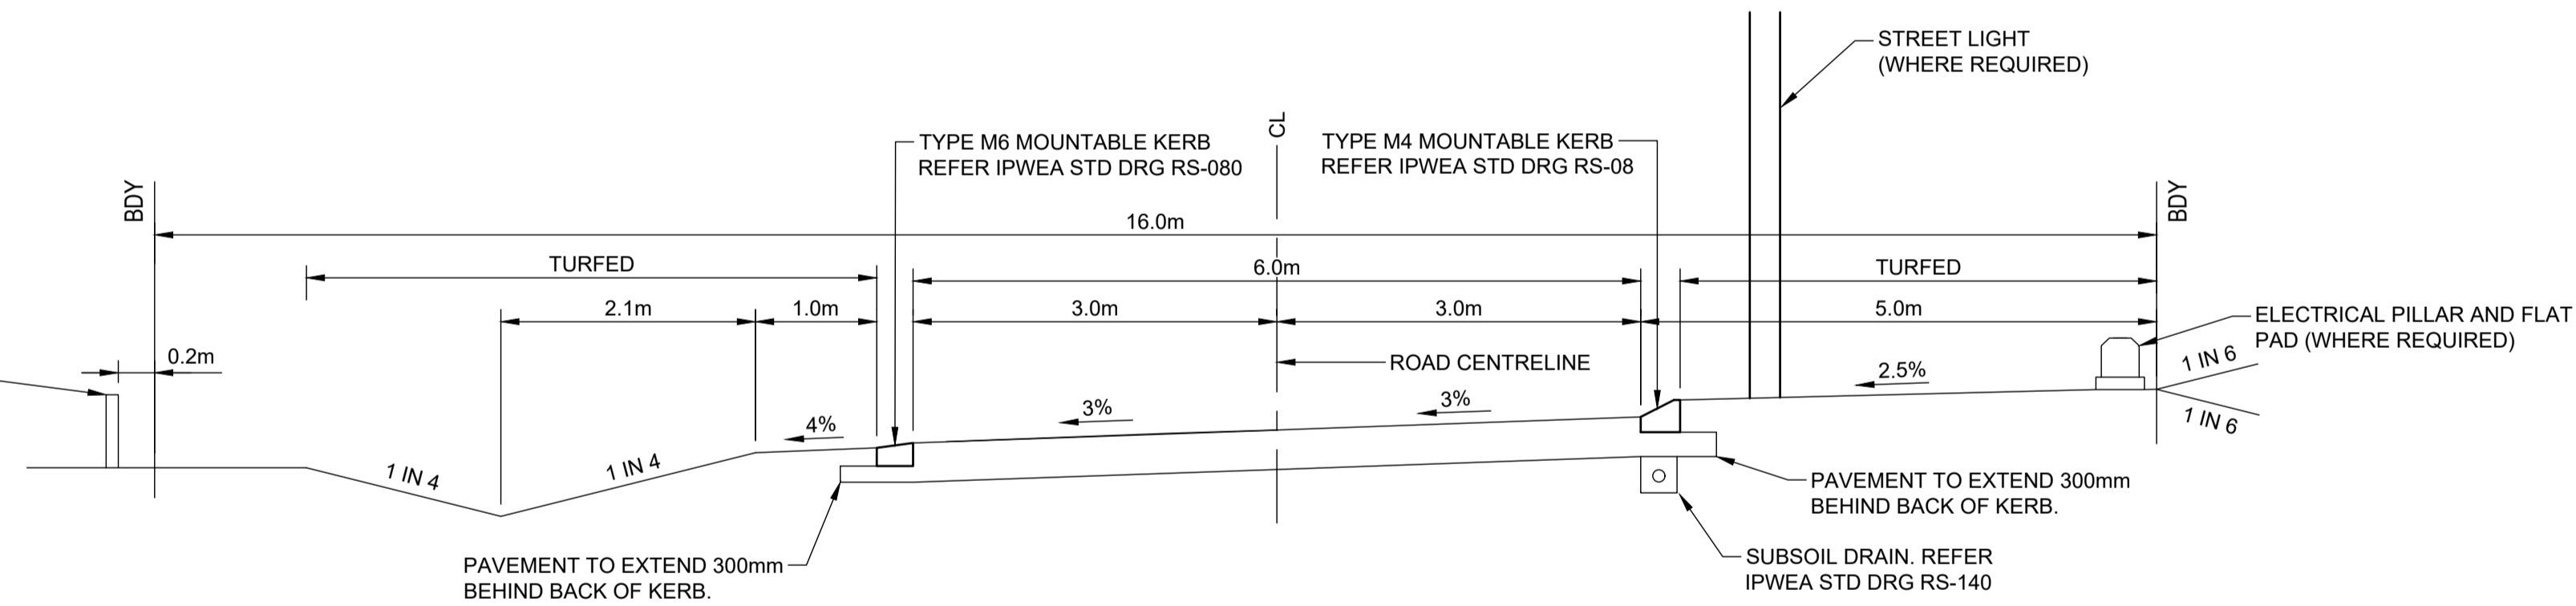 STREET LIGHT
(WHERE REQUIRED)
TYPE M6 MOUNTABLE KERB
REFER IPWEA STD DRG RS-080
CL
TYPE M4 MOUNTABLE KERB
REFER IPWEA STD DRG RS-08
BDY
BDY
16.0m
TURFED
6.0m
TURFED
2.1m
1.0m
3.0m
3.0m
5.0m
ELECTRICAL PILLAR AND FLAT
PAD (WHERE REQUIRED)
0.2m
ROAD CENTRELINE
1 IN 6
2.5%
3%
3%
4%
1 IN 6
1 IN 4
1 IN 4
PAVEMENT TO EXTEND 300mm
BEHIND BACK OF KERB.
PAVEMENT TO EXTEND 300mm
BEHIND BACK OF KERB.
SUBSOIL DRAIN. REFER
IPWEA STD DRG RS-140